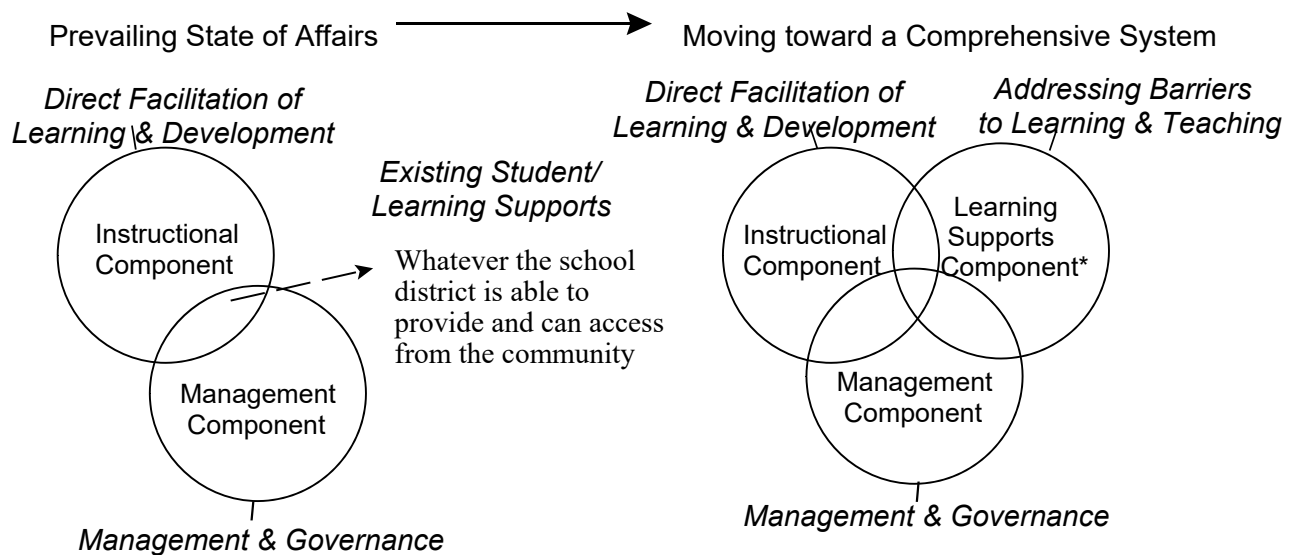 Prevailing State of Affairs
Moving toward a Comprehensive System
Direct Facilitation of
Learning & Development
Existing Student/
Learning Supports
Whatever the school
district is able to
provide and can access
from the community
Instructional
Component
Management
Component
Management & Governance
Direct Facilitation of
Learning & Development
Addressing Barriers
to Learning & Teaching
Instructional
Component
Learning
Supports
Component*
Management
Component
Management & Governance